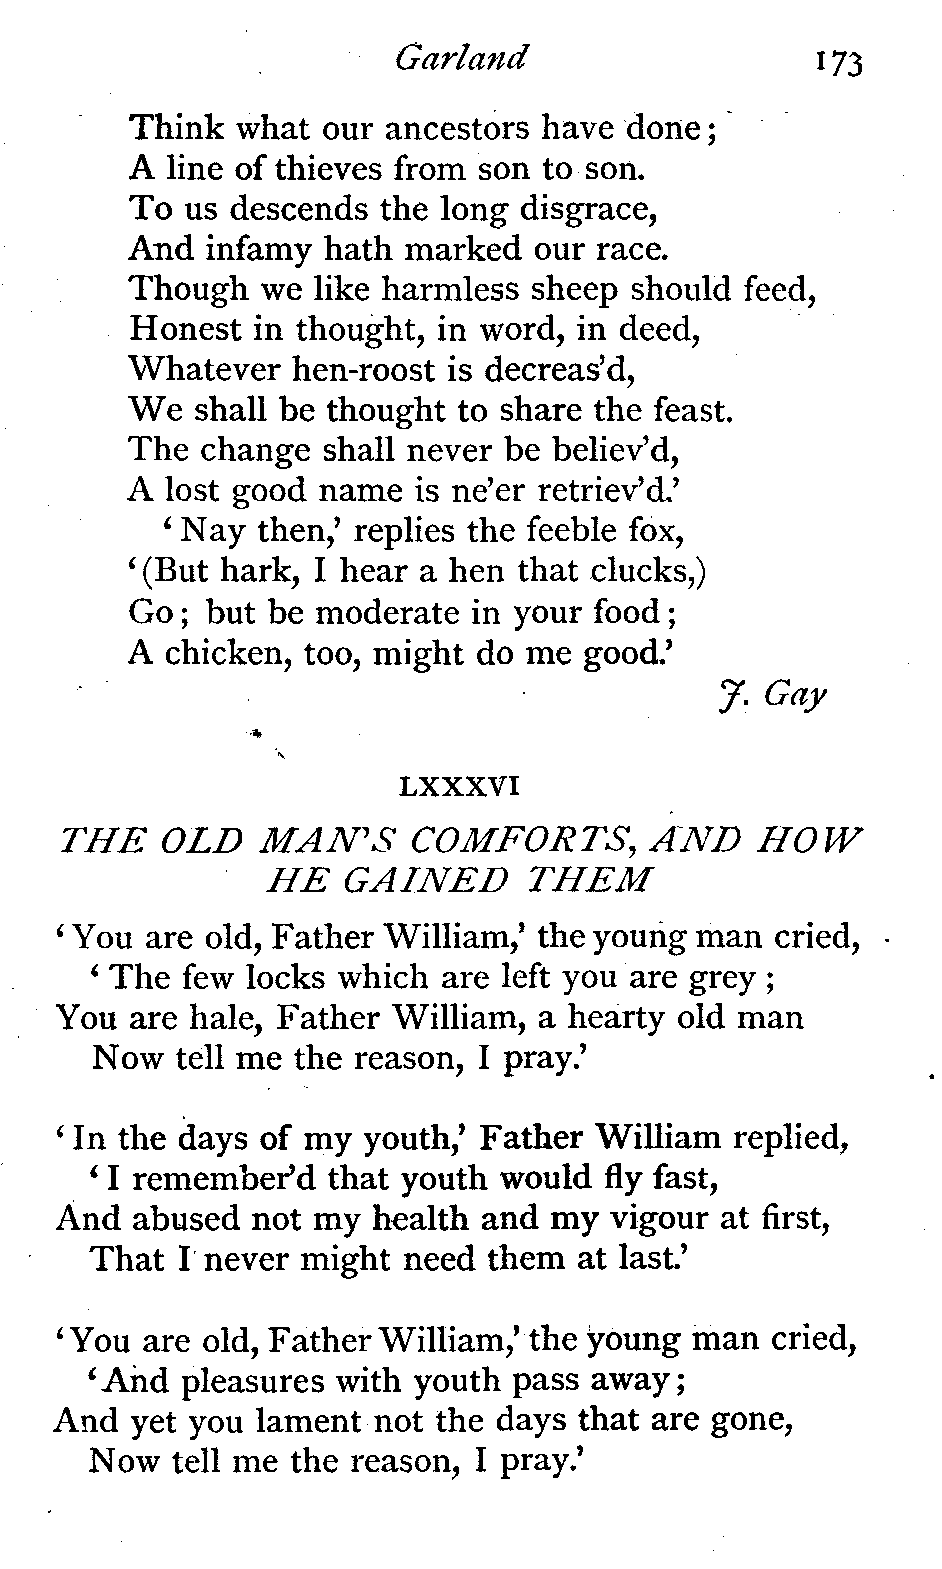 Garland 173
Think what our ancestors have done;
A line of thieves from son to son.
To us descends the long disgrace,
And infamy hath marked our race.
Though we like harmless sheep should feed,
Honest in thought, in word, in deed,
Whatever hen-roost is decreas'd,
We shall be thought to share the feast.
The change shall never be believ'd,
A lost good name is ne'er retriev'd.'
‘Nay then,’ replies the feeble fox,
‘(But hark, I hear a hen that clucks,)
Go; but be moderate in your food;
A chicken, too, might do me good.’
J. Gay
LXXXVI
THE OLD MAN'S COMFORTS, AND HOW
HE GAINED THEM
‘You are old, Father William,’ the young man cried,
‘The few locks which are left you are grey;
You are hale, Father William, a hearty old man
Now tell me the reason, I pray.’
‘In the days of my youth,’ Father William replied,
‘I remember'd that youth would fly fast,
And abused not my health and my vigour at first,
That I never might need them at last.’
‘You are old, Father William,’ the young man cried,
‘And pleasures with youth pass away;
And yet you lament not the days that are gone,
Now tell me the reason, I pray.’